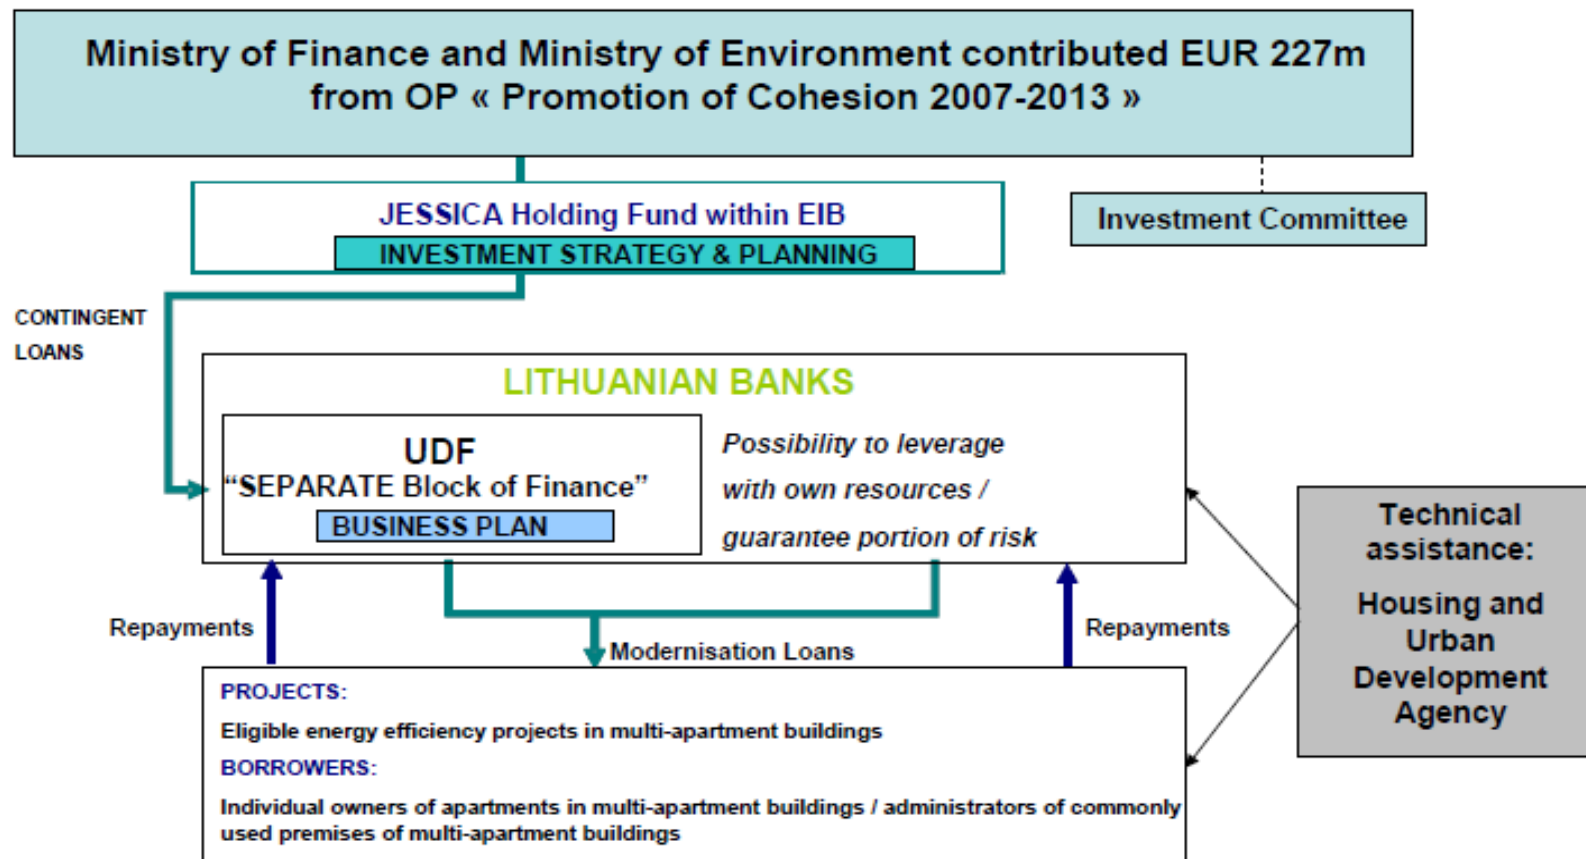 Ministry of Finance and Ministry of Environment contributed EUR 227m
from OP « Promotion of Cohesion 2007-2013 »
JESSICA Holding Fund within EIB
INVESTMENT STRATEGY & PLANNING
Investment Committee
CONTINGENT
LOANS
LITHUANIAN BANKS
UDF
“SEPARATE Block of Finance”
BUSINESS PLAN
Possibility to leverage
with own resources /
guarantee portion of risk
Technical
assistance:
Housing and
Urban
Development
Agency
Repayments
Modernisation Loans
Repayments
PROJECTS:
Eligible energy efficiency projects in multi-apartment buildings
BORROWERS:
Individual owners of apartments in multi-apartment buildings / administrators of commonly
used premises of multi-apartment buildings